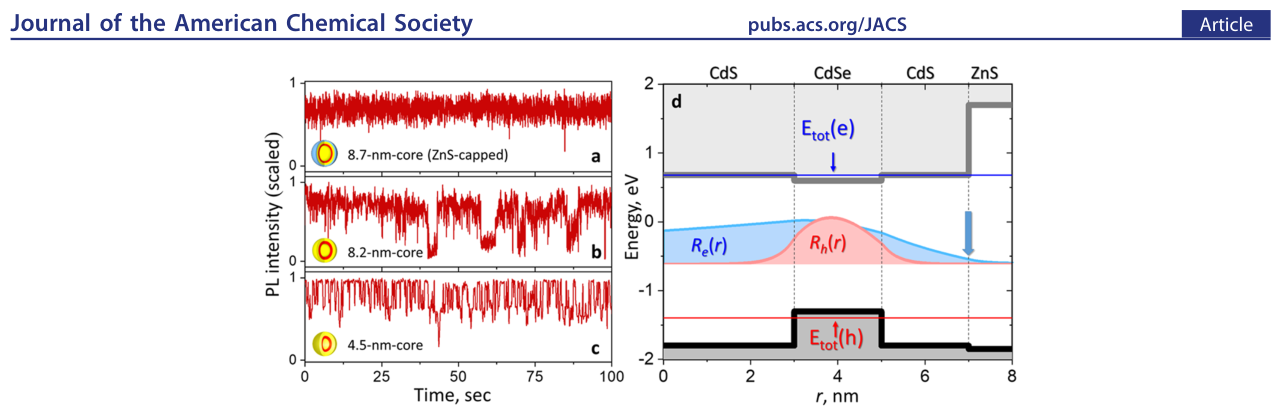 Journal of the American Chemical Society
pubs.acs.org/JACS
Article
PL intensity (scaled)
1
0
8.7-nm-core (ZnS-capped)
a
1
0
8.2-nm-core
b
1
0
4.5-nm-core
c
0
25
50
75
100
Time, sec
CdS
CdSe
CdS
ZnS
d
Energy, eV
2
1
0
-1
-2
Etot(e)
Re(r)
Rh(r)
Etot(h)
0
2
4
6
8
r, nm